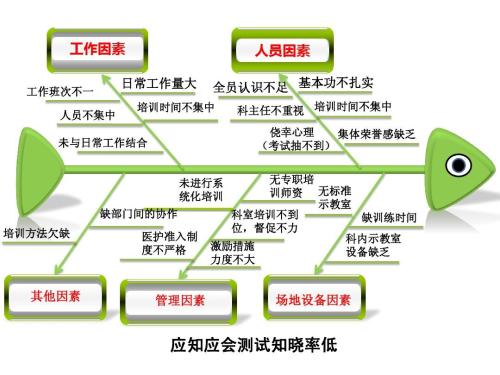 工作因素
人员因素
日常工作量大
工作班次不一
培训时间不集中
人员不集中
未与日常工作结合
全员认识不足
基本功不扎实
科主任不重视
培训时间不集中
侥幸心理
（考试抽不到）
集体荣誉感缺乏
未进行系
统化培训
无专职培
训师资
无标准
示教室
缺部门间的协作
科室培训不到
位，督促不力
缺训练时间
培训方法欠缺
医护准入制
度不严格
激励措施
力度不大
科内示教室
设备缺乏
其他因素
管理因素
场地设备因素
应知应会测试知晓率低